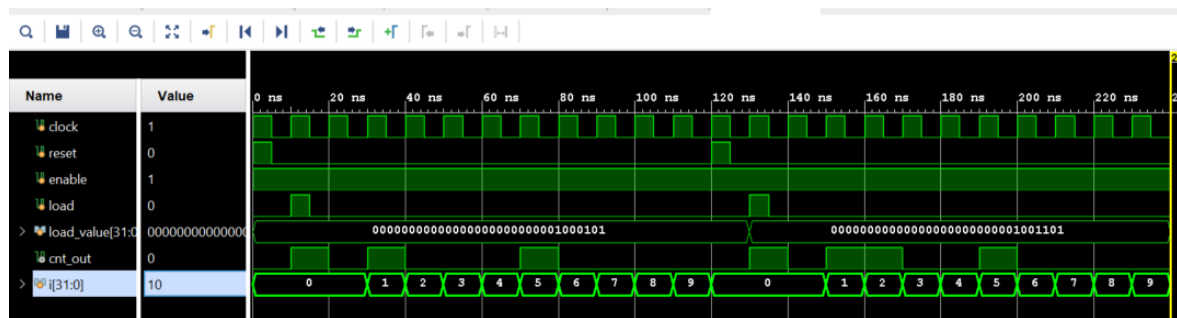 Name Value 0 ns 20 ns 40 ns 60 ns 80 ns 100 ns 120 ns 140 ns 160 ns 180 ns 200 ns 220 ns 2
clock 1
reset 0
enable 1
load 0
load_value[31:0 00000000000000 00000000000000000000000001000101 00000000000000000000000001001101
cnt_out 0
i[31:0] 10 0 1 2 3 4 5 6 7 8 9 0 1 2 3 4 5 6 7 8 9